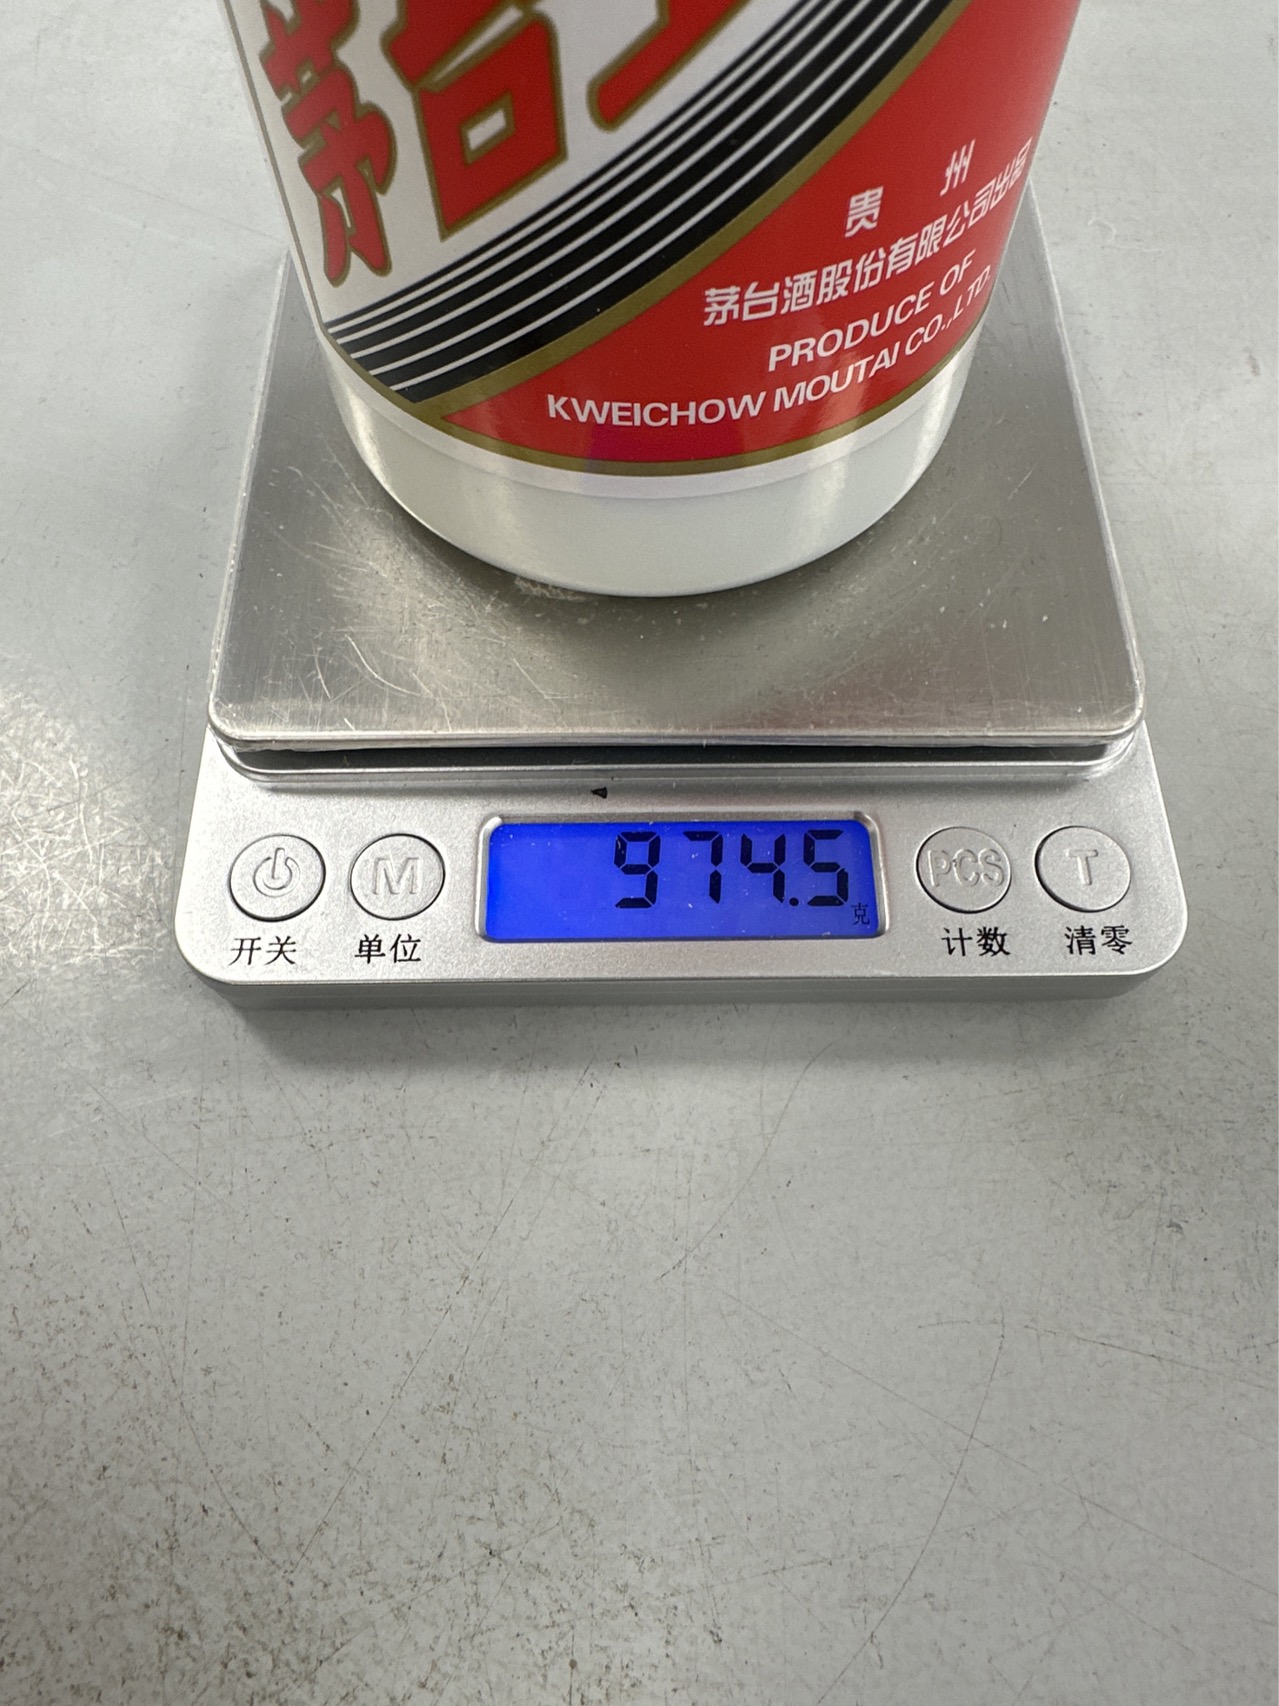 茅台
贵州
茅台酒股份有限公司出品
PRODUCE OF
KWEICHOW MOUTAI CO.,LTD.
974.5
克
M
PCS
T
开关
单位
计数
清零